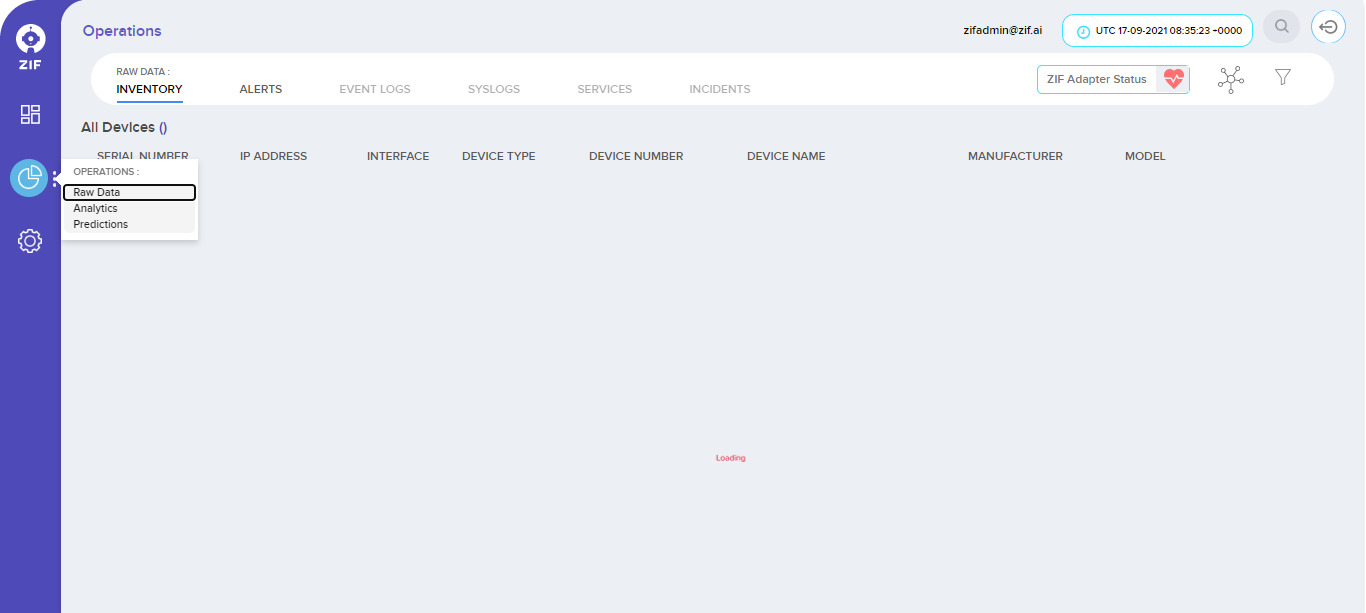 ZIF
Operations
zifadmin@zif.ai
UTC 17-09-2021 08:35:23 +0000
RAW DATA :
INVENTORY
ALERTS
EVENT LOGS
SYSLOGS
SERVICES
INCIDENTS
ZIF Adapter Status
All Devices ()
SERIAL NUMBER
IP ADDRESS
INTERFACE
DEVICE TYPE
DEVICE NUMBER
DEVICE NAME
MANUFACTURER
MODEL
OPERATIONS :
Raw Data
Analytics
Predictions
Loading